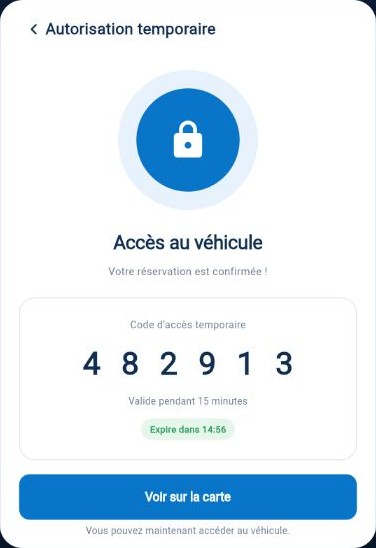 Autorisation temporaire
Accès au véhicule
Votre réservation est confirmée !
Code d'accès temporaire
4 8 2 9 1 3
Valide pendant 15 minutes
Expire dans 14:56
Voir sur la carte
Vous pouvez maintenant accéder au véhicule.